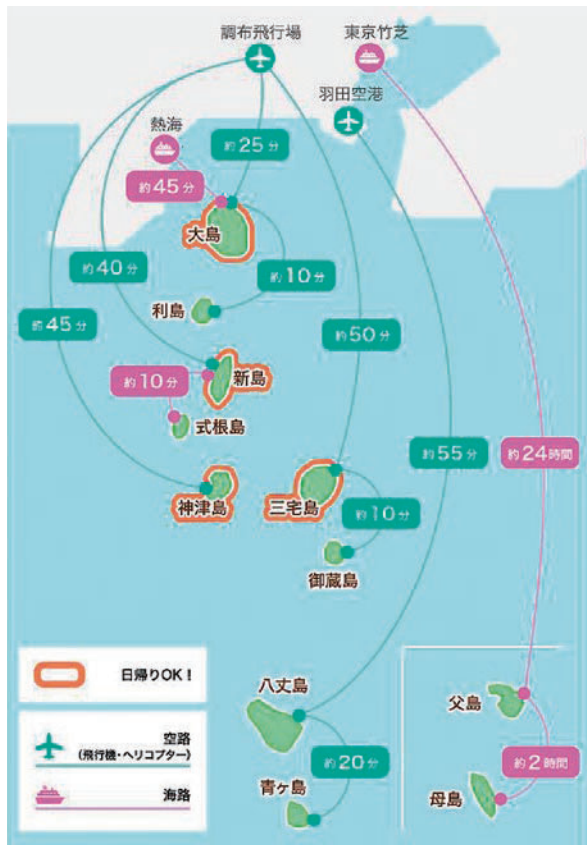 調布飛行場
東京竹芝
羽田空港
熱海
約25分
約45分
大島
約40分
約10分
利島
約45分
約50分
約10分
新島
式根島
約55分
約24時間
神津島
三宅島
約10分
御蔵島
日帰りOK！
八丈島
父島
空路
(飛行機・ヘリコプター)
約20分
約2時間
青ヶ島
母島
海路